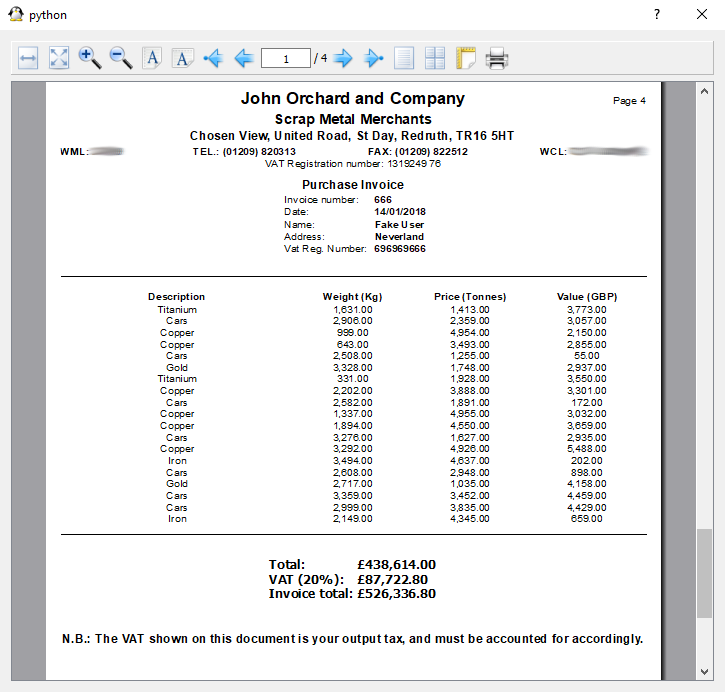 python ?
A A 1 / 4
John Orchard and Company Page 4
Scrap Metal Merchants
Chosen View, United Road, St Day, Redruth, TR16 5HT
WML: TEL.: (01209) 820313 FAX: (01209) 822512 WCL:
VAT Registration number: 131924976
Purchase Invoice
Invoice number: 666
Date: 14/01/2018
Name: Fake User
Address: Neverland
Vat Reg. Number: 696969666
Description Weight (Kg) Price (Tonnes) Value (GBP)
Titanium 1,631.00 1,413.00 3,773.00
Cars 2,906.00 2,359.00 3,057.00
Copper 999.00 4,954.00 2,150.00
Copper 643.00 3,493.00 2,855.00
Cars 2,508.00 1,255.00 55.00
Gold 3,328.00 1,748.00 2,937.00
Titanium 331.00 1,928.00 3,550.00
Copper 2,202.00 3,888.00 3,301.00
Cars 2,582.00 1,891.00 172.00
Copper 1,337.00 4,955.00 3,032.00
Copper 1,894.00 4,550.00 3,659.00
Cars 3,276.00 1,627.00 2,935.00
Copper 3,292.00 4,926.00 5,488.00
Iron 3,494.00 4,637.00 202.00
Cars 2,608.00 2,948.00 898.00
Gold 2,717.00 1,035.00 4,158.00
Cars 3,359.00 3,452.00 4,459.00
Cars 2,999.00 3,835.00 4,429.00
Iron 2,149.00 4,345.00 659.00
Total: £438,614.00
VAT (20%): £87,722.80
Invoice total: £526,336.80
N.B.: The VAT shown on this document is your output tax, and must be accounted for accordingly.